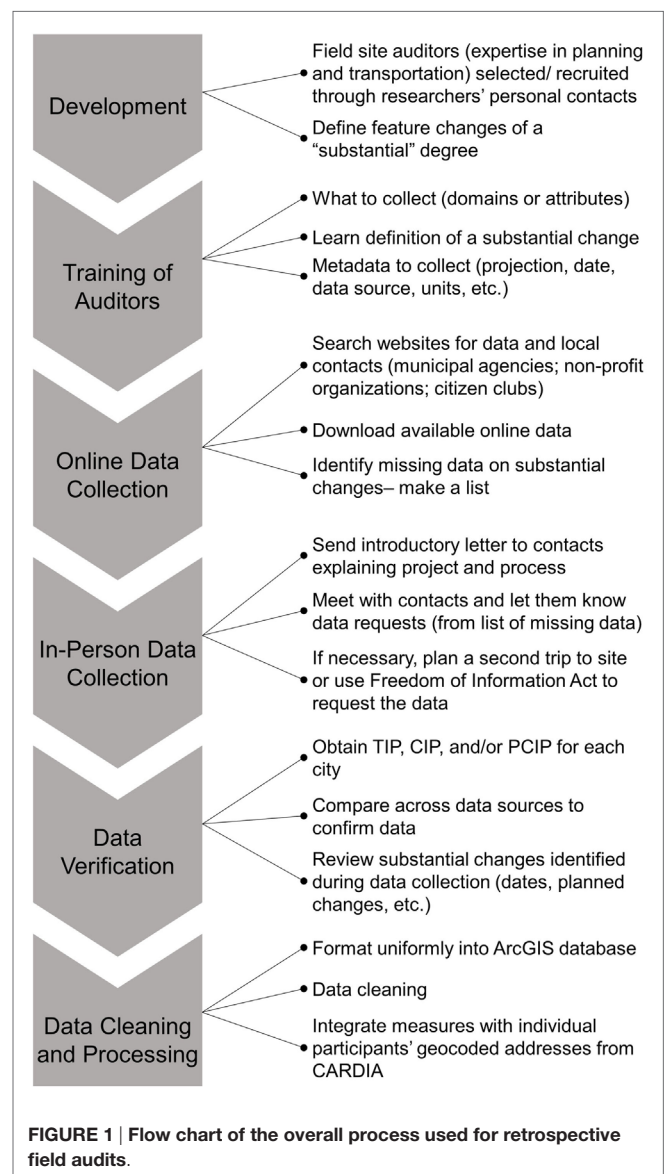 Development
Field site auditors (expertise in planning
and transportation) selected/ recruited
through researchers' personal contacts
Define feature changes of a
“substantial” degree
Training of
Auditors
What to collect (domains or attributes)
Learn definition of a substantial change
Metadata to collect (projection, date,
data source, units, etc.)
Online Data
Collection
Search websites for data and local
contacts (municipal agencies; non-profit
organizations; citizen clubs)
Download available online data
Identify missing data on substantial
changes– make a list
In-Person Data
Collection
Send introductory letter to contacts
explaining project and process
Meet with contacts and let them know
data requests (from list of missing data)
If necessary, plan a second trip to site
or use Freedom of Information Act to
request the data
Data
Verification
Obtain TIP, CIP, and/or PCIP for each
city
Compare across data sources to
confirm data
Review substantial changes identified
during data collection (dates, planned
changes, etc.)
Data Cleaning
and Processing
Format uniformly into ArcGIS database
Data cleaning
Integrate measures with individual
participants' geocoded addresses from
CARDIA
FIGURE 1 | Flow chart of the overall process used for retrospective
field audits.